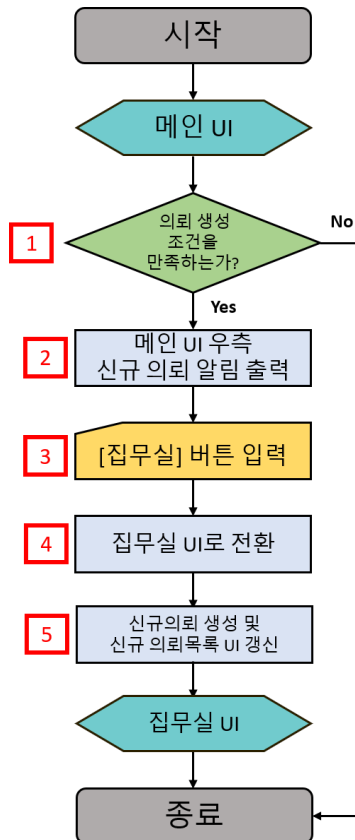 시작
메인 UI
1
의뢰 생성
조건을
만족하는가?
No
Yes
2
메인 UI 우측
신규 의뢰 알림 출력
3
[집무실] 버튼 입력
4
집무실 UI로 전환
5
신규의뢰 생성 및
신규 의뢰목록 UI 갱신
집무실 UI
종료